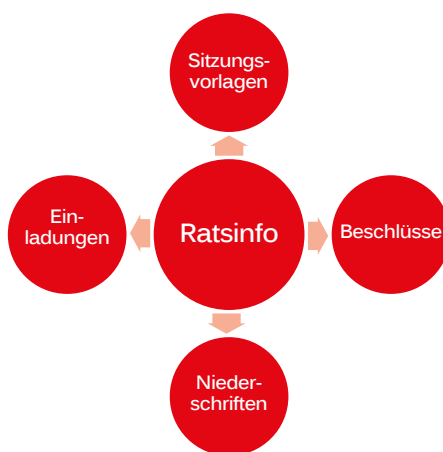 Sitzungs-
vorlagen
Ein-
ladungen
Ratsinfo
Beschlüsse
Nieder-
schriften